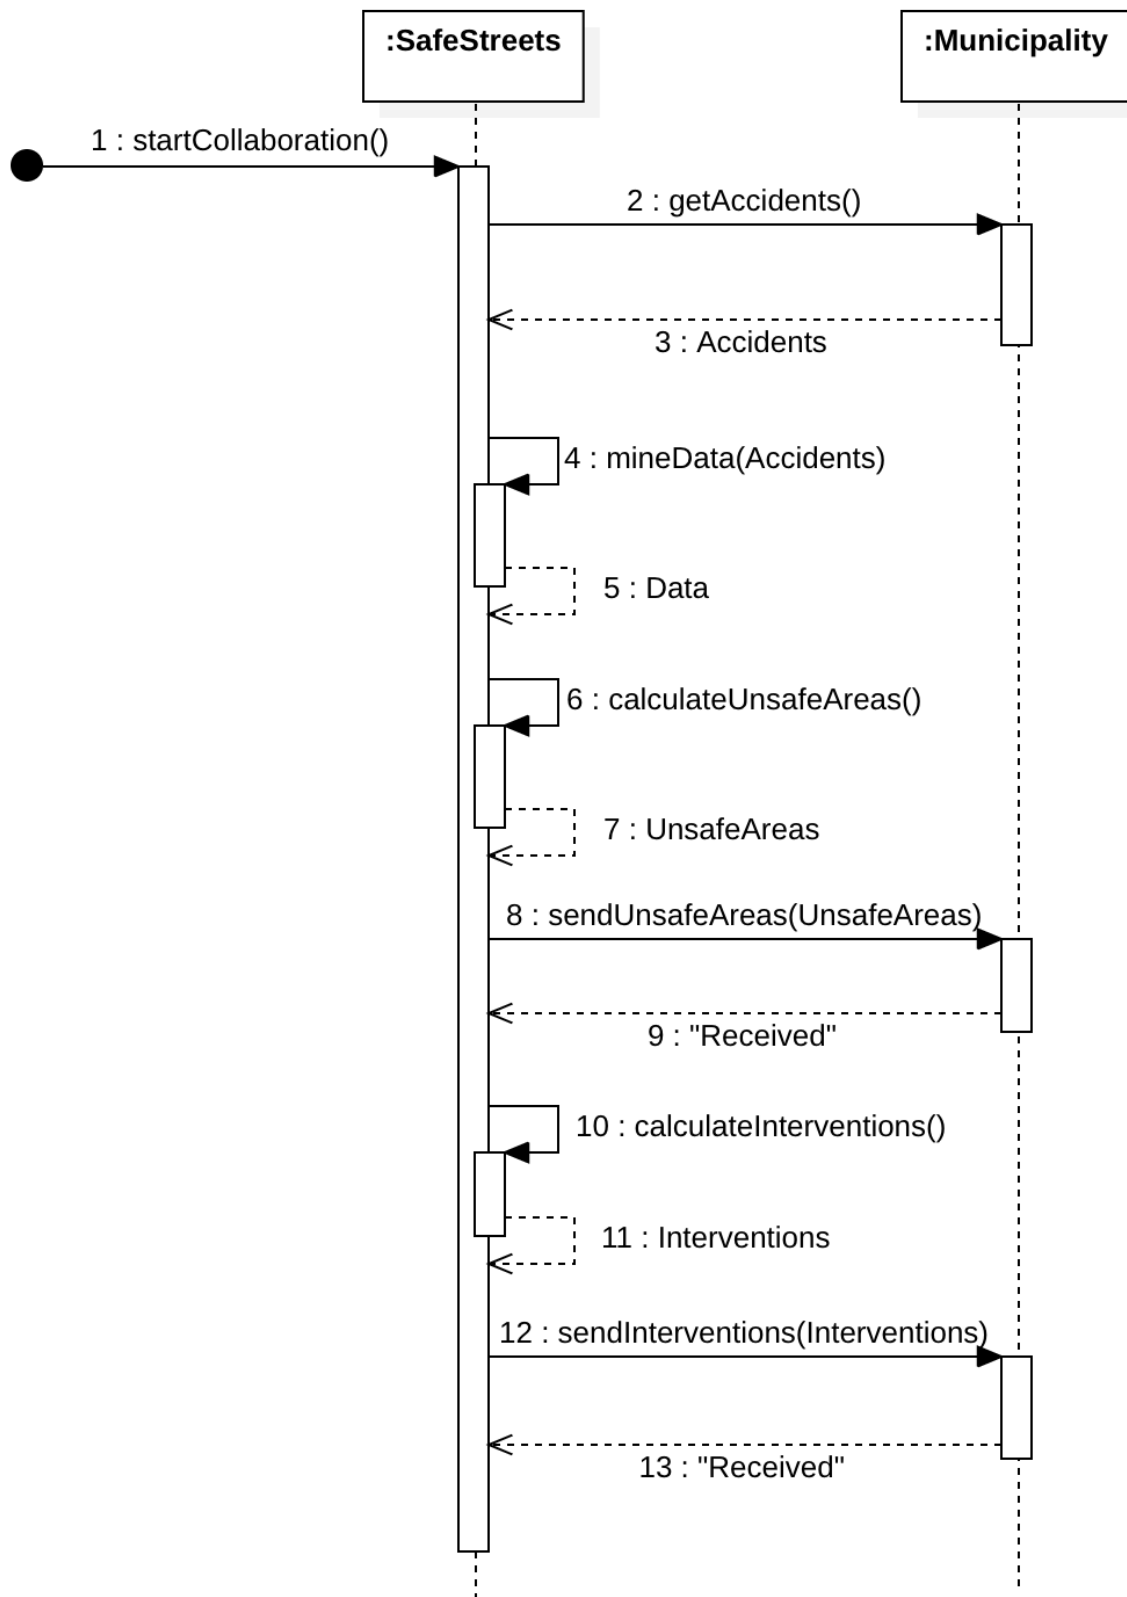 :SafeStreets
:Municipality
1 : startCollaboration()
2 : getAccidents()
3 : Accidents
4 : mineData(Accidents)
5 : Data
6 : calculateUnsafeAreas()
7 : UnsafeAreas
8 : sendUnsafeAreas(UnsafeAreas)
9 : "Received"
10 : calculateInterventions()
11 : Interventions
12 : sendInterventions(Interventions)
13 : "Received"